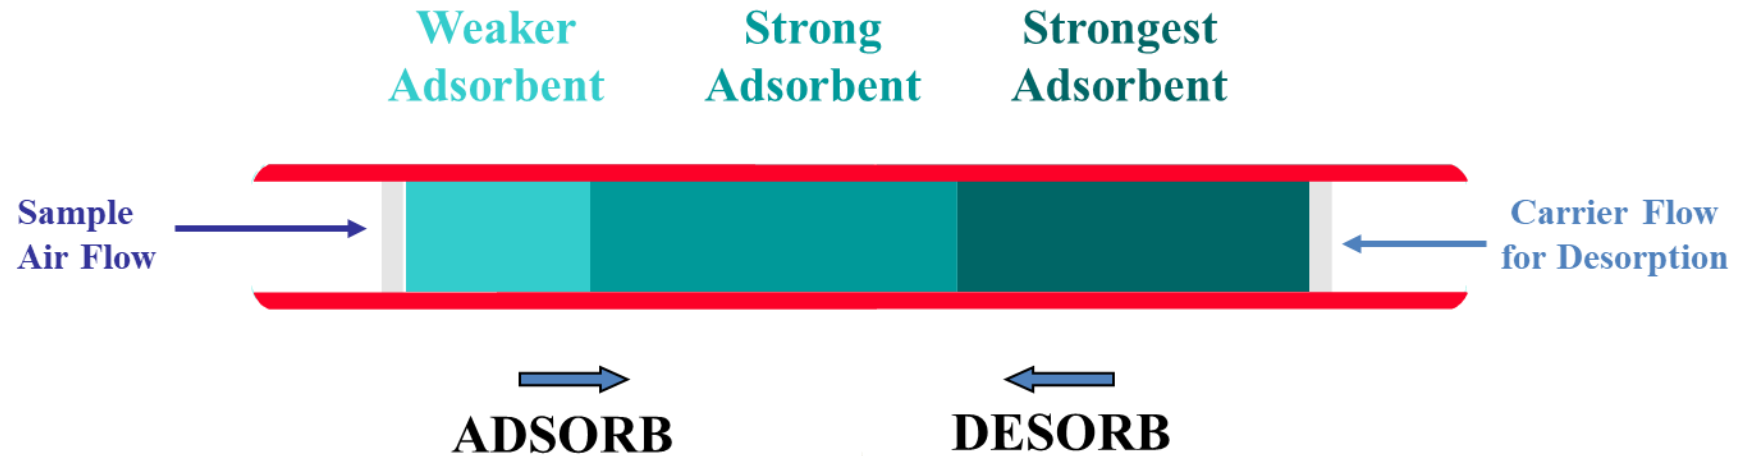 Weaker
Adsorbent
Strong
Adsorbent
Strongest
Adsorbent
Sample
Air Flow
Carrier Flow
for Desorption
ADSORB
DESORB